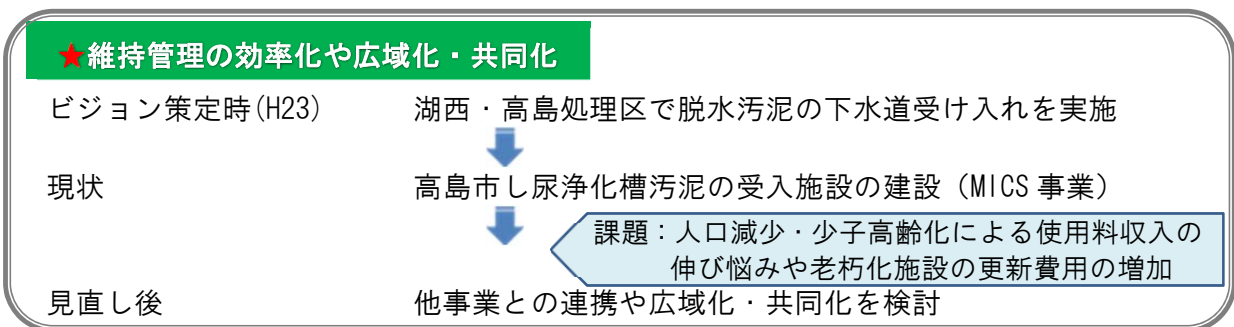 ★維持管理の効率化や広域化・共同化
ビジョン策定時(H23) 湖西・高島処理区で脱水汚泥の下水道受け入れを実施
現状 高島市し尿浄化槽汚泥の受入施設の建設（MICS事業）
課題：人口減少・少子高齢化による使用料収入の
伸び悩みや老朽化施設の更新費用の増加
見直し後 他事業との連携や広域化・共同化を検討